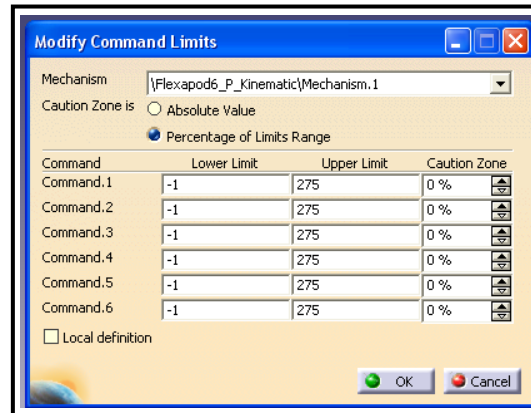 Modify Command Limits
Mechanism \Flexapod6_P_Kinematic\Mechanism.1
Caution Zone is Absolute Value
Percentage of Limits Range
Command Lower Limit Upper Limit Caution Zone
Command.1 -1 275 0 %
Command.2 -1 275 0 %
Command.3 -1 275 0 %
Command.4 -1 275 0 %
Command.5 -1 275 0 %
Command.6 -1 275 0 %
Local definition
OK Cancel